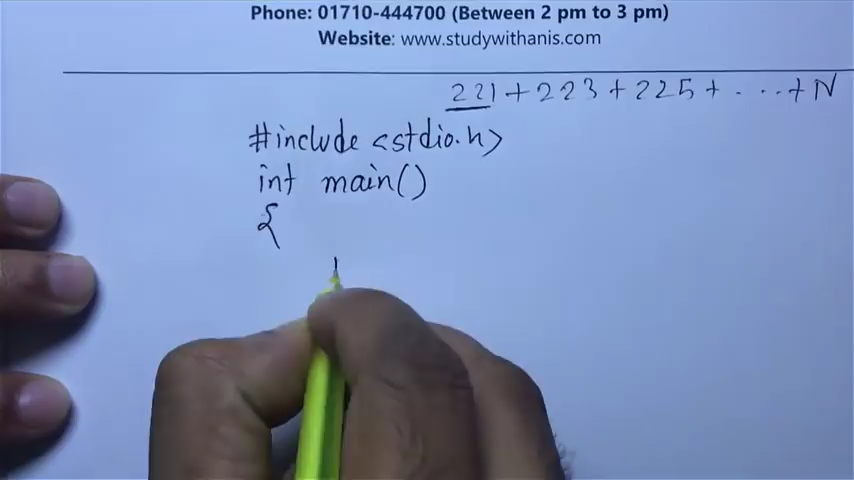 Phone: 01710-444700 (Between 2 pm to 3 pm)
Website: www.studywithanis.com
221+223+225+ ... +N
#include <stdio.h>
int main()
{